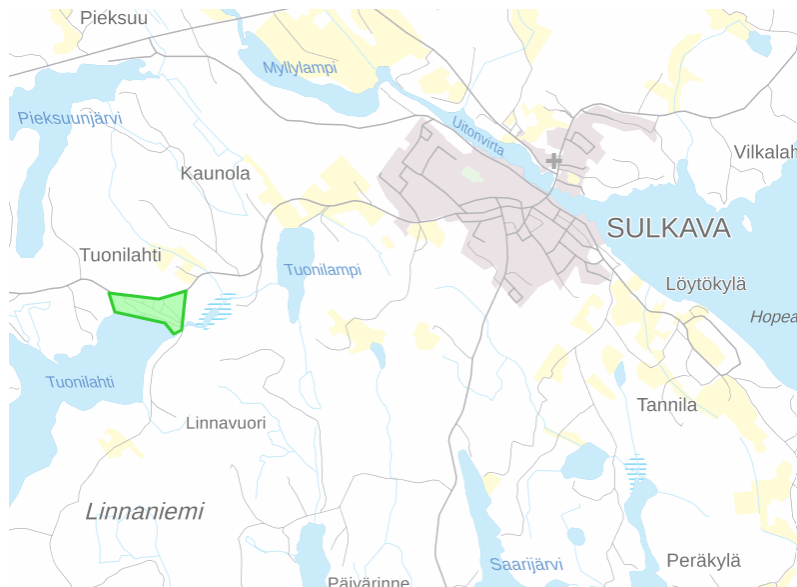 Pieksuu
Myllylampi
Pieksuunjärvi
Uitonvirta
Vilkalah
Kaunola
SULKAVA
Tuonilahti
Tuonilampi
Löytökylä
Hopea
Tuonilahti
Tannila
Linnavuori
Linnaniemi
Saarijärvi
Peräkylä
Päivärinne